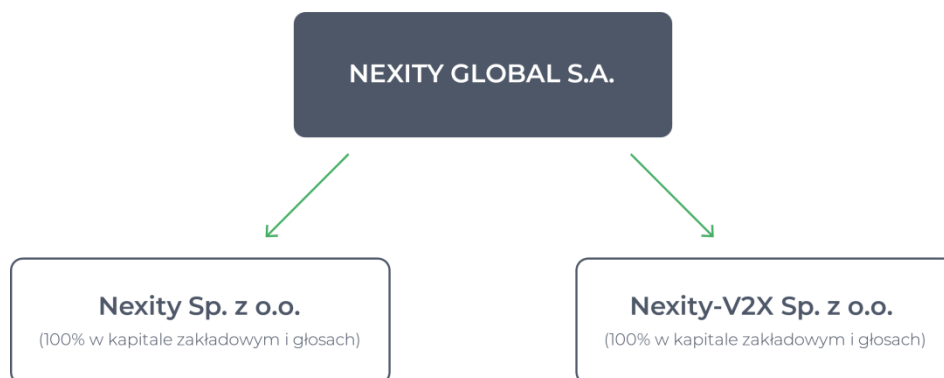 NEXITY GLOBAL S.A.
Nexity Sp. z o.o.
(100% w kapitale zakładowym i głosach)
Nexity-V2X Sp. z o.o.
(100% w kapitale zakładowym i głosach)